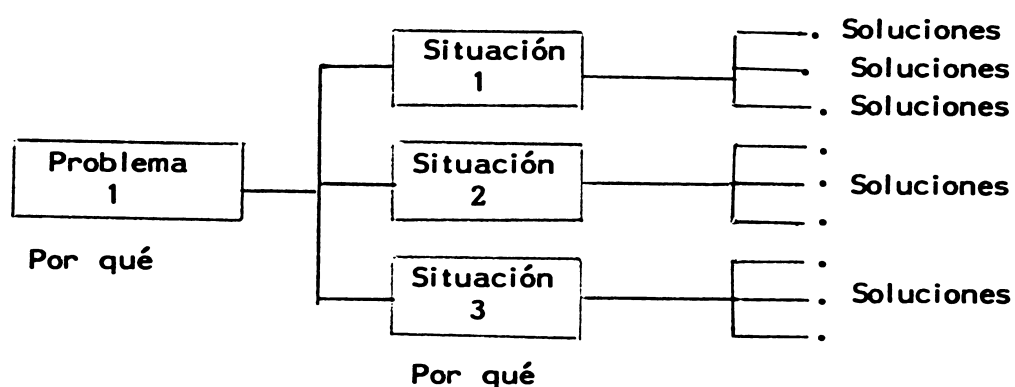 Situación
1
. Soluciones
. Soluciones
. Soluciones
Problema
1
Por qué
Situación
2
.
. Soluciones
.
Situación
3
.
. Soluciones
.
Por qué